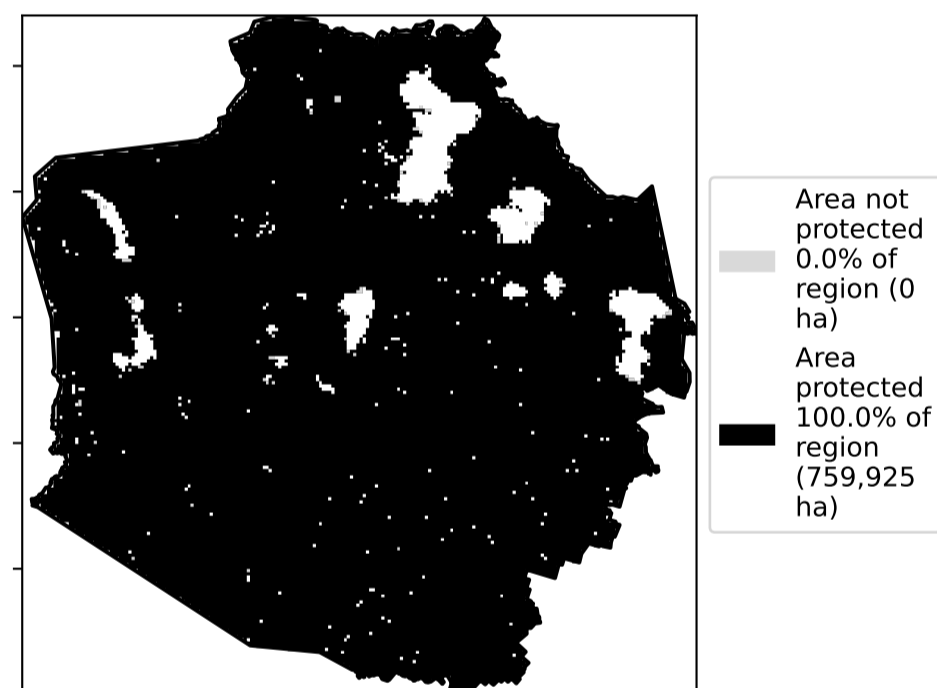 Area not
protected
0.0% of
region (0
ha)
Area
protected
100.0% of
region
(759,925
ha)